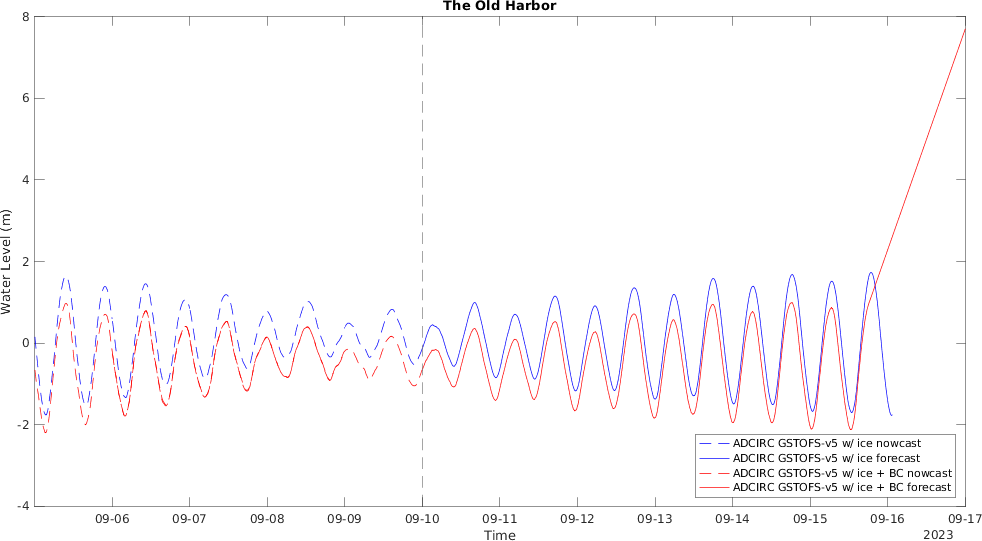 The Old Harbor
8
6
4
2
0
-2
-4
Water Level (m)
ADCIRC GSTOFS-v5 w/ ice nowcast
ADCIRC GSTOFS-v5 w/ ice forecast
ADCIRC GSTOFS-v5 w/ ice + BC nowcast
ADCIRC GSTOFS-v5 w/ ice + BC forecast
09-06 09-07 09-08 09-09 09-10 09-11 09-12 09-13 09-14 09-15 09-16 09-17
Time
2023